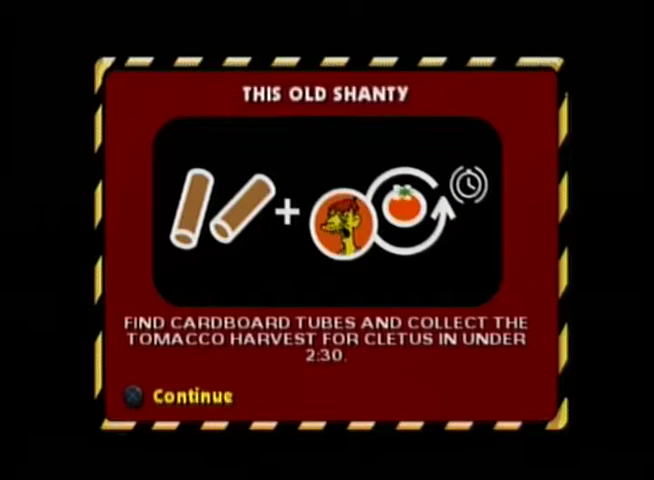 THIS OLD SHANTY
+
FIND CARDBOARD TUBES AND COLLECT THE
TOMACCO HARVEST FOR CLETUS IN UNDER
2:30.
Continue